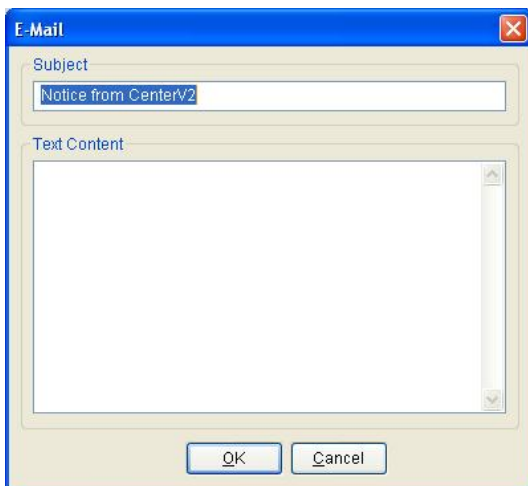 E-Mail
Subject
Notice from CenterV2
Text Content
OK
Cancel